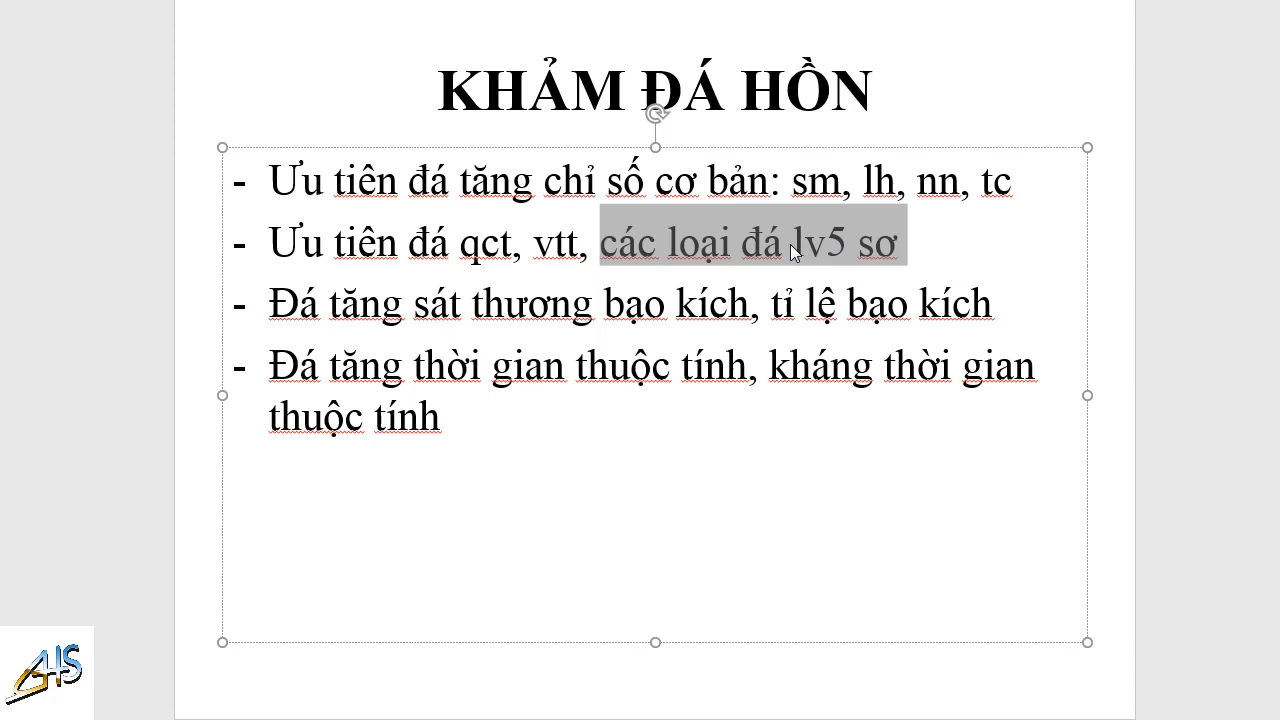 KHẢM ĐÁ HỒN
- Ưu tiên đá tăng chỉ số cơ bản: sm, lh, nn, tc
- Ưu tiên đá qct, vtt, các loại đá lv5 sơ
- Đá tăng sát thương bạo kích, tỉ lệ bạo kích
- Đá tăng thời gian thuộc tính, kháng thời gian
thuộc tính
AHS